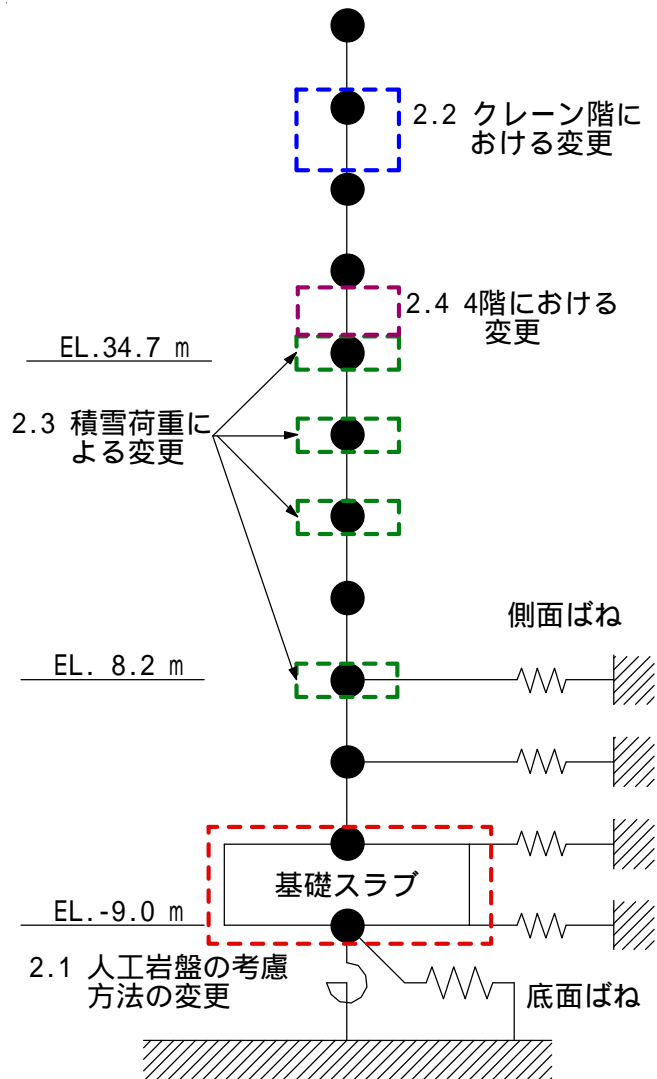 2.2 クレーン階に
おける変更
2.4 4階における
変更
EL.34.7 m
2.3 積雪荷重に
よる変更
側面ばね
EL. 8.2 m
基礎スラブ
EL.-9.0 m
2.1 人工岩盤の考慮
方法の変更
底面ばね